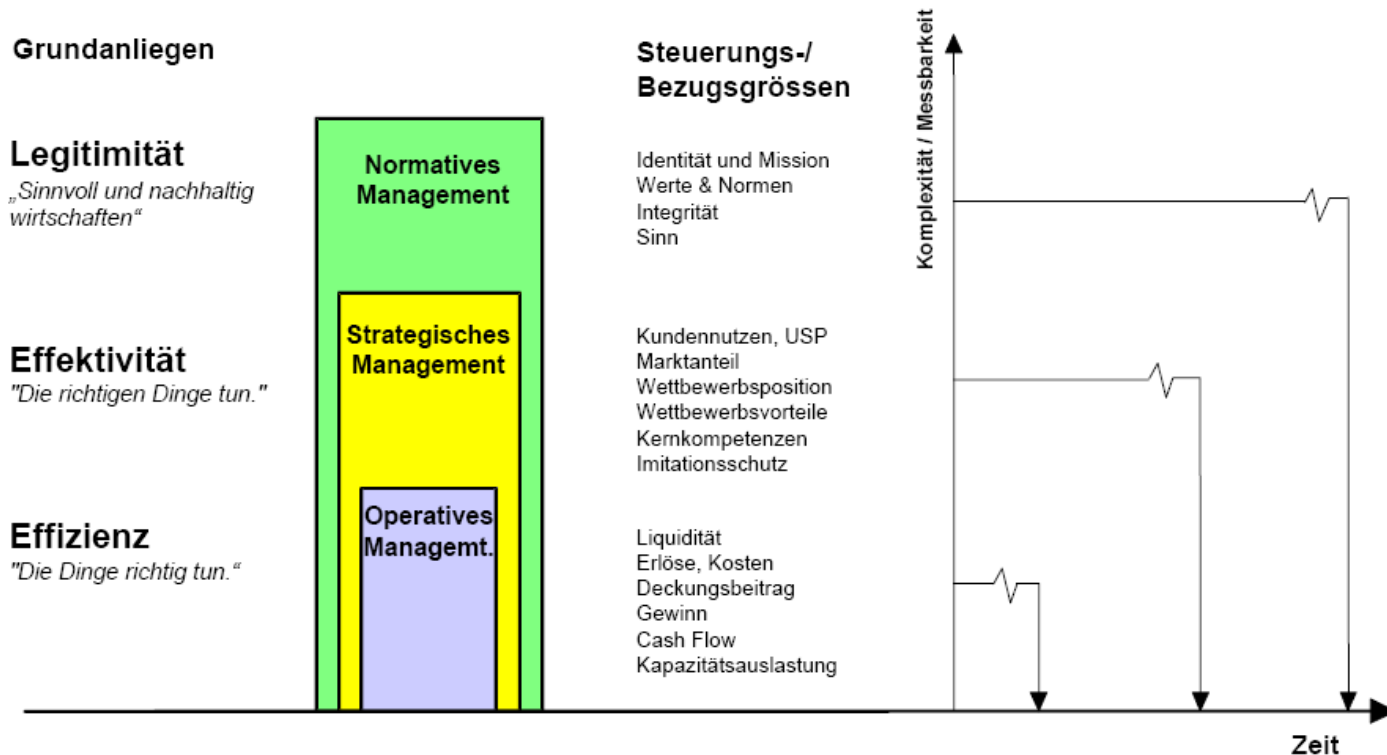 Grundanliegen
Steuerungs-/
Bezugsgrössen
Komplexität / Messbarkeit
Legitimität
„Sinnvoll und nachhaltig
wirtschaften“
Normatives
Management
Identität und Mission
Werte & Normen
Integrität
Sinn
Effektivität
"Die richtigen Dinge tun."
Strategisches
Management
Kundennutzen, USP
Marktanteil
Wettbewerbsposition
Wettbewerbsvorteile
Kernkompetenzen
Imitationsschutz
Effizienz
"Die Dinge richtig tun.“
Operatives
Managemt.
Liquidität
Erlöse, Kosten
Deckungsbeitrag
Gewinn
Cash Flow
Kapazitätsauslastung
Zeit